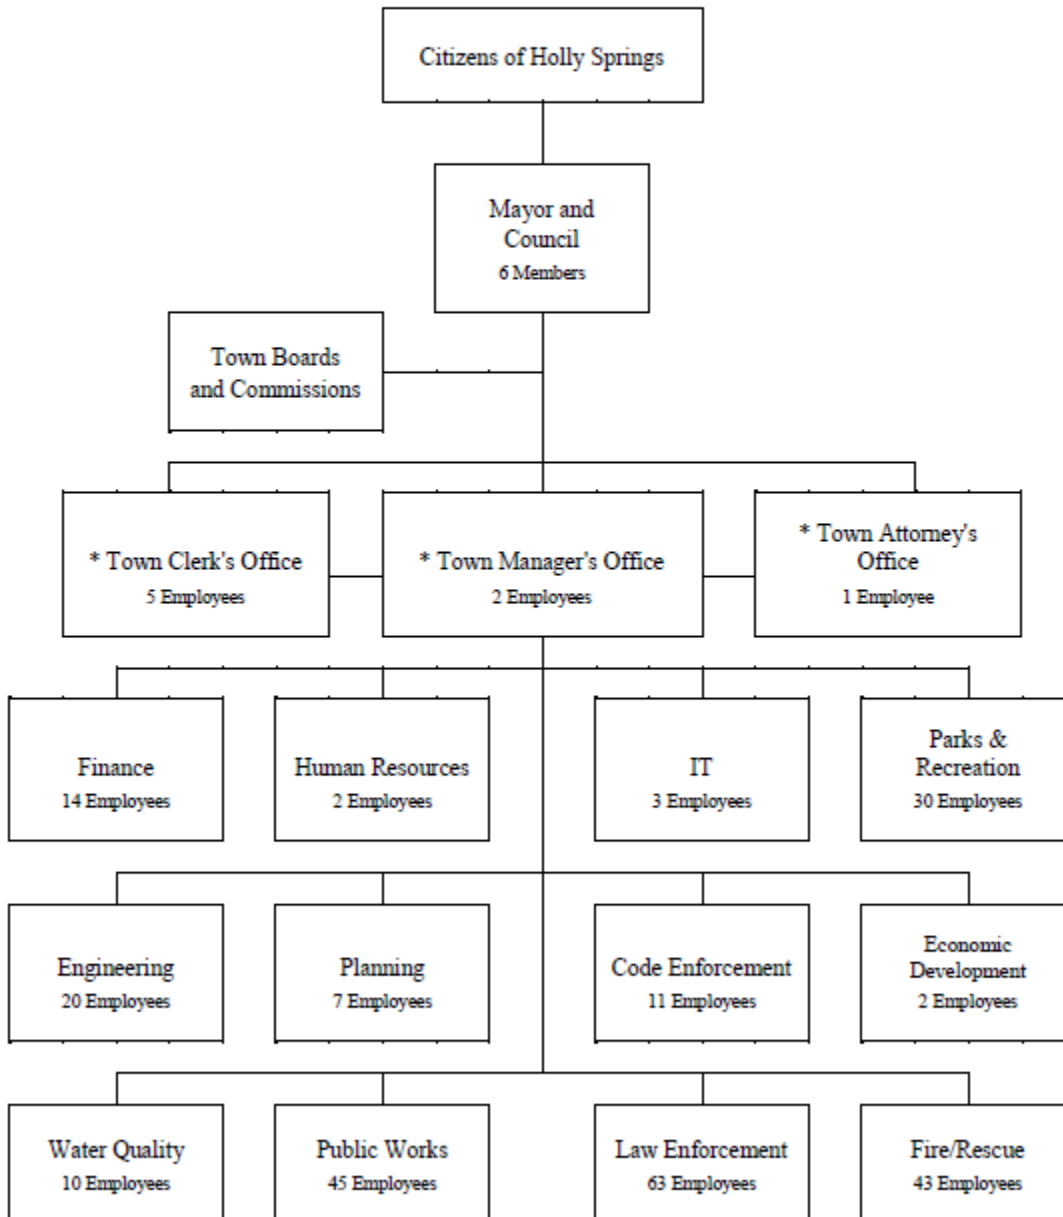 Citizens of Holly Springs
Mayor and
Council
6 Members
Town Boards
and Commissions
* Town Clerk's Office
5 Employees
* Town Manager's Office
2 Employees
* Town Attorney's
Office
1 Employee
Finance
14 Employees
Human Resources
2 Employees
IT
3 Employees
Parks &
Recreation
30 Employees
Engineering
20 Employees
Planning
7 Employees
Code Enforcement
11 Employees
Economic
Development
2 Employees
Water Quality
10 Employees
Public Works
45 Employees
Law Enforcement
63 Employees
Fire/Rescue
43 Employees